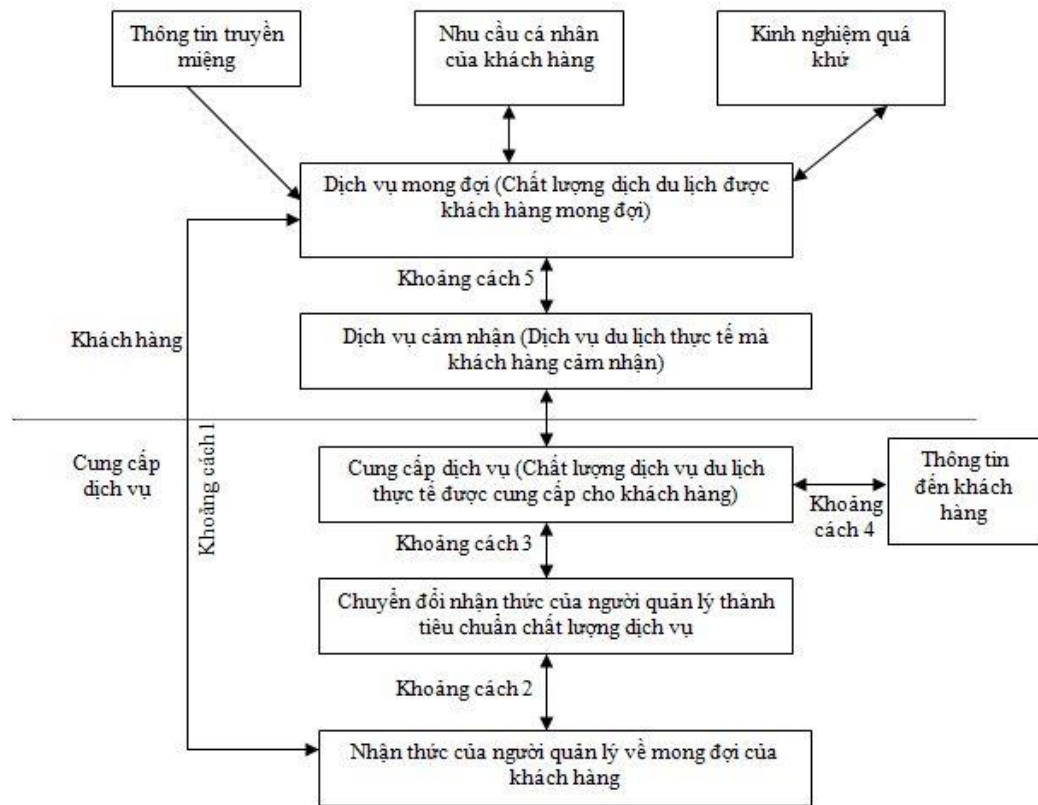 Thông tin truyền
miệng
Nhu cầu cá nhân
của khách hàng
Kinh nghiệm quá
khứ
Dịch vụ mong đợi (Chất lượng dịch du lịch được
khách hàng mong đợi)
Khoảng cách 5
Khách hàng
Dịch vụ cảm nhận (Dịch vụ du lịch thực tế mà
khách hàng cảm nhận)
Khoảng cách 1
Cung cấp
dịch vụ
Cung cấp dịch vụ (Chất lượng dịch vụ du lịch
thực tế được cung cấp cho khách hàng)
Khoảng
cách 4
Thông tin
đến khách
hàng
Khoảng cách 3
Chuyển đổi nhận thức của người quản lý thành
tiêu chuẩn chất lượng dịch vụ
Khoảng cách 2
Nhận thức của người quản lý về mong đợi của
khách hàng